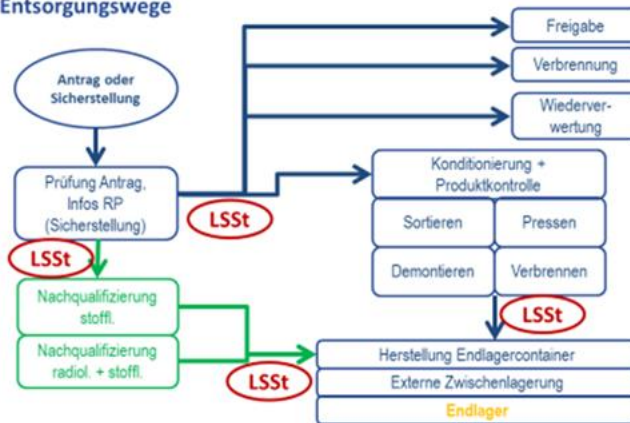 Entsorgungswege
Freigabe
Antrag oder
Sicherstellung
Verbrennung
Wiederver-
wertung
Prüfung Antrag,
Infos RP
(Sicherstellung)
LSSt
Konditionierung +
Produktkontrolle
Sortieren
Pressen
LSSt
Demontieren
Verbrennen
Nachqualifizierung
stoffl.
LSSt
Nachqualifizierung
radiol. + stoffl.
LSSt
Herstellung Endlagercontainer
Externe Zwischenlagerung
Endlager